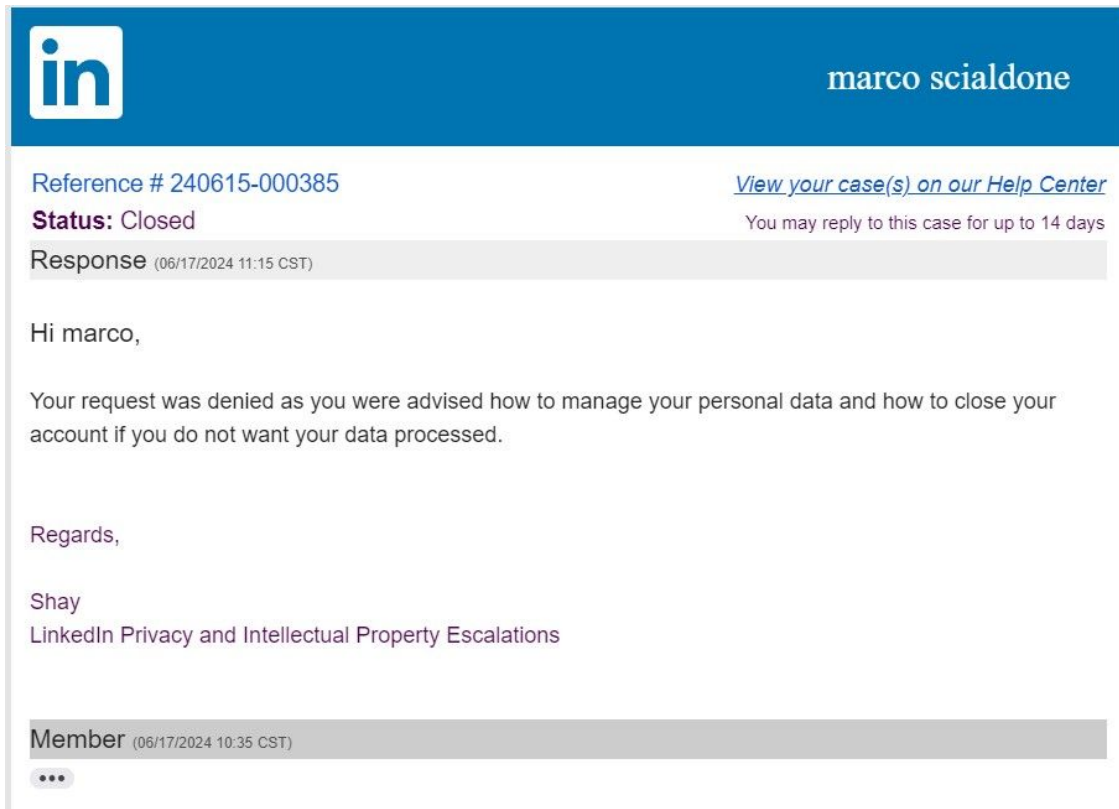 in
marco scialdone
Reference # 240615-000385
View your case(s) on our Help Center
Status: Closed
You may reply to this case for up to 14 days
Response (06/17/2024 11:15 CST)
Hi marco,
Your request was denied as you were advised how to manage your personal data and how to close your
account if you do not want your data processed.
Regards,
Shay
LinkedIn Privacy and Intellectual Property Escalations
Member (06/17/2024 10:35 CST)
•••